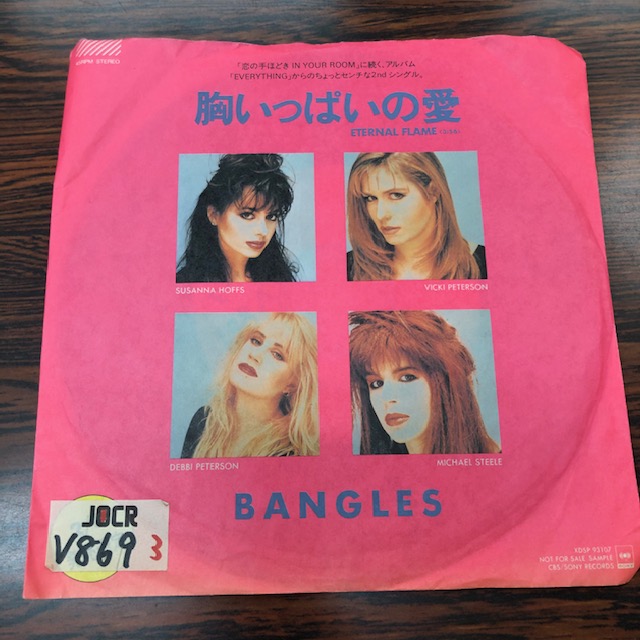 45RPM STEREO
「恋の手ほどき IN YOUR ROOM」に続く、アルバム
「EVERYTHING」からのちょっとセンチな2nd シングル。
胸いっぱいの愛
ETERNAL FLAME
SUSANNA HOFFS
VICKI PETERSON
DEBBI PETERSON
MICHAEL STEELE
BANGLES
JOCR
V869 3
XDSP 93107
NOT FOR SALE·SAMPLE
CBS/SONY RECORDS